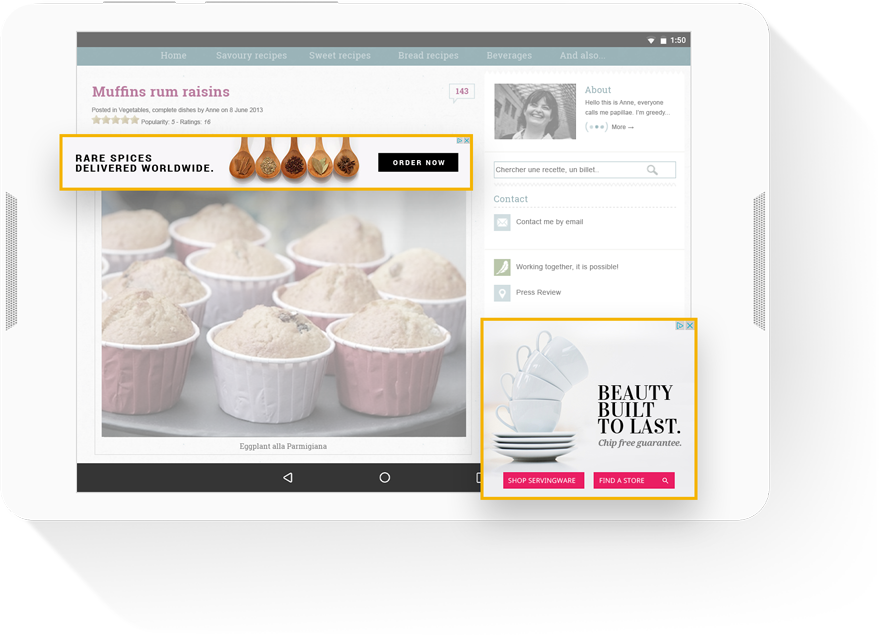 1:50
Home Savoury recipes Sweet recipes Bread recipes Beverages And also...
Muffins rum raisins
143
Posted in Vegetables, complete dishes by Anne on 8 June 2013
Popularity: 5 - Ratings: 16
RARE SPICES
DELIVERED WORLDWIDE.
ORDER NOW
Eggplant alla Parmigiana
About
Hello this is Anne, everyone
calls me papillae. I'm greedy...
More →
Chercher une recette, un billet..
Contact
Contact me by email
Working together, it is possible!
Press Review
BEAUTY
BUILT
TO LAST.
Chip free guarantee.
SHOP SERVINGWARE
FIND A STORE